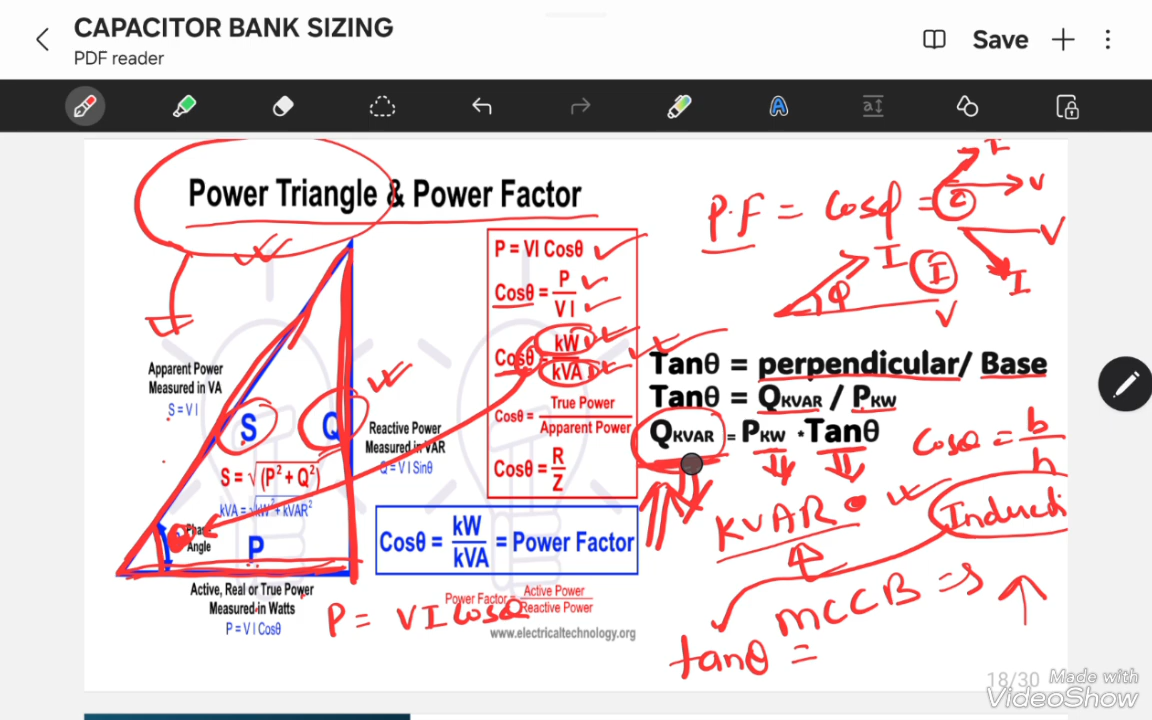 CAPACITOR BANK SIZING
PDF reader
Save
A
a
Power Triangle & Power Factor
P.F = cosφ =
I
V
C
V
I
I
φ
I
V
P = VI Cosθ
Cosθ = P / VI
Cosθ = kW / kVA
Cosθ = True Power / Apparent Power
Cosθ = R / Z
Apparent Power
Measured in VA
S = V I
S
Q
Reactive Power
Measured in VAR
Q = V I Sinθ
S = √(P² + Q²)
kVA = √kW² + kVAR²
Phase
Angle
P
Active, Real or True Power
Measured in Watts
P = V I Cosθ
Cosθ = kW / kVA = Power Factor
Power Factor = Active Power / Reactive Power
www.electricaltechnology.org
P = VI cosθ
Tanθ = perpendicular/ Base
Tanθ = QKVAR / PKW
QKVAR = PKW * Tanθ
cosθ = b / h
KVAR
Inducti
MCCB =
tanθ =
18/30
Made with
VideoShow